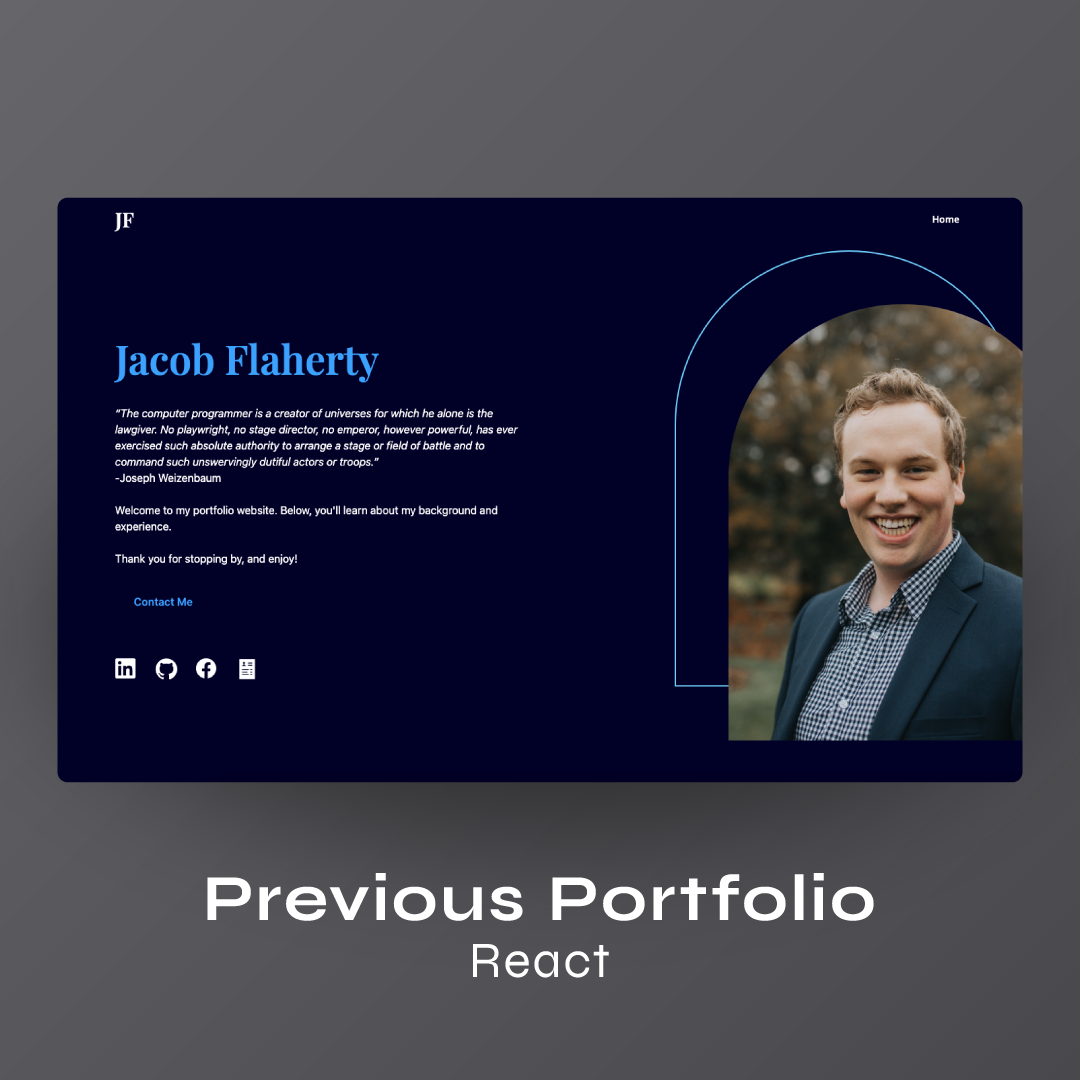 JF
Home
Jacob Flaherty
“The computer programmer is a creator of universes for which he alone is the
lawgiver. No playwright, no stage director, no emperor, however powerful, has ever
exercised such absolute authority to arrange a stage or field of battle and to
command such unswervingly dutiful actors or troops.”
-Joseph Weizenbaum
Welcome to my portfolio website. Below, you'll learn about my background and
experience.
Thank you for stopping by, and enjoy!
Contact Me
in
Previous Portfolio
React